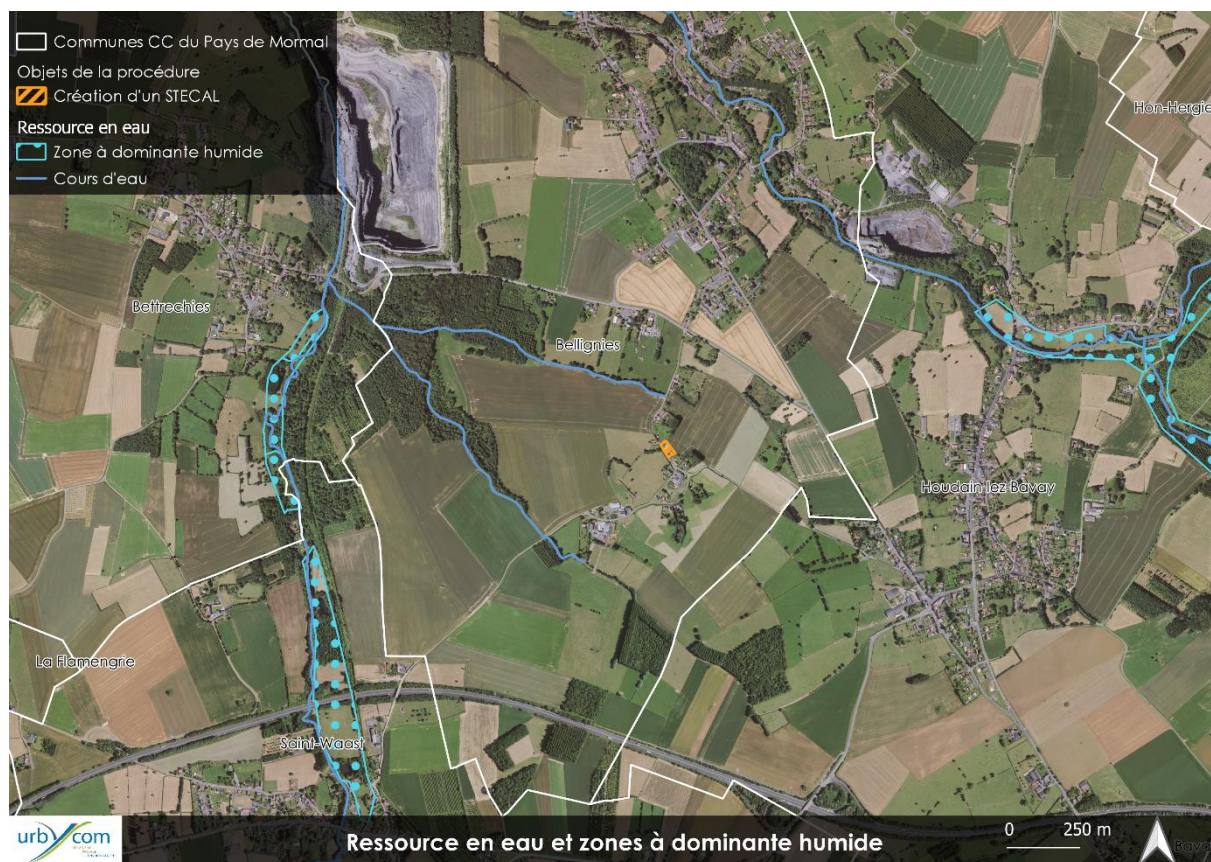 Communes CC du Pays de Mormal
Objets de la procédure
Création d'un STECAL
Ressource en eau
Zone à dominante humide
Cours d'eau
Hon-Hergie
Bettrechies
Bellignies
Houdain lez Bavay
La Flamengrie
Saint-Waast
urbycom
Ressource en eau et zones à dominante humide
0 250 m
Bavay